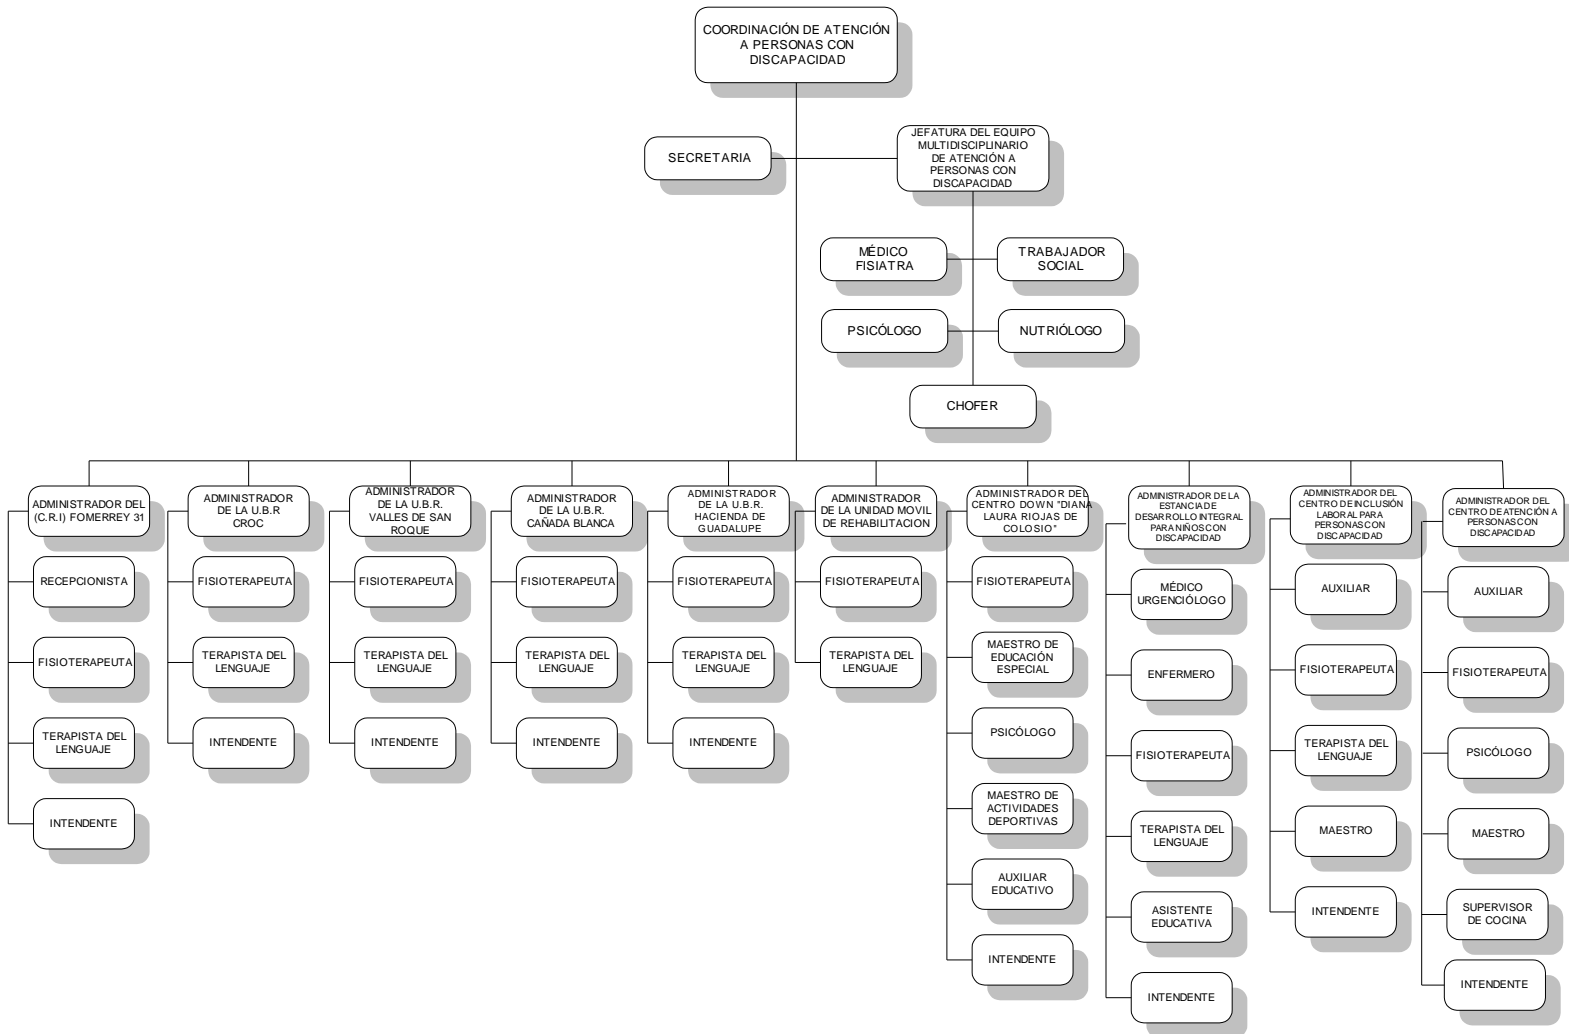 COORDINACIÓN DE ATENCIÓN
A PERSONAS CON
DISCAPACIDAD
SECRETARIA
JEFATURA DEL EQUIPO
MULTIDISCIPLINARIO
DE ATENCIÓN A
PERSONAS CON
DISCAPACIDAD
MÉDICO
FISIATRA
TRABAJADOR
SOCIAL
PSICÓLOGO
NUTRIÓLOGO
CHOFER
ADMINISTRADOR DEL
(C.R.I) FOMERREY 31
RECEPCIONISTA
FISIOTERAPEUTA
TERAPISTA DEL
LENGUAJE
INTENDENTE
ADMINISTRADOR
DE LA U.B.R
CROC
FISIOTERAPEUTA
TERAPISTA DEL
LENGUAJE
INTENDENTE
ADMINISTRADOR
DE LA U.B.R.
VALLES DE SAN
ROQUE
FISIOTERAPEUTA
TERAPISTA DEL
LENGUAJE
INTENDENTE
ADMINISTRADOR
DE LA U.B.R.
CAÑADA BLANCA
FISIOTERAPEUTA
TERAPISTA DEL
LENGUAJE
INTENDENTE
ADMINISTRADOR
DE LA U.B.R.
HACIENDA DE
GUADALUPE
FISIOTERAPEUTA
TERAPISTA DEL
LENGUAJE
INTENDENTE
ADMINISTRADOR
DE LA UNIDAD MOVIL
DE REHABILITACION
FISIOTERAPEUTA
TERAPISTA DEL
LENGUAJE
ADMINISTRADOR DEL
CENTRO DOWN "DIANA
LAURA RIOJAS DE
COLOSIO"
FISIOTERAPEUTA
MAESTRO DE
EDUCACIÓN
ESPECIAL
PSICÓLOGO
MAESTRO DE
ACTIVIDADES
DEPORTIVAS
AUXILIAR
EDUCATIVO
INTENDENTE
ADMINISTRADOR DE LA
ESTANCIA DE
DESARROLLO INTEGRAL
PARA NIÑOS CON
DISCAPACIDAD
MÉDICO
URGENCIÓLOGO
ENFERMERO
FISIOTERAPEUTA
TERAPISTA DEL
LENGUAJE
ASISTENTE
EDUCATIVA
INTENDENTE
ADMINISTRADOR DEL
CENTRO DE INCLUSIÓN
LABORAL PARA
PERSONAS CON
DISCAPACIDAD
AUXILIAR
FISIOTERAPEUTA
TERAPISTA DEL
LENGUAJE
MAESTRO
INTENDENTE
ADMINISTRADOR DEL
CENTRO DE ATENCIÓN A
PERSONAS CON
DISCAPACIDAD
AUXILIAR
FISIOTERAPEUTA
PSICÓLOGO
MAESTRO
SUPERVISOR
DE COCINA
INTENDENTE